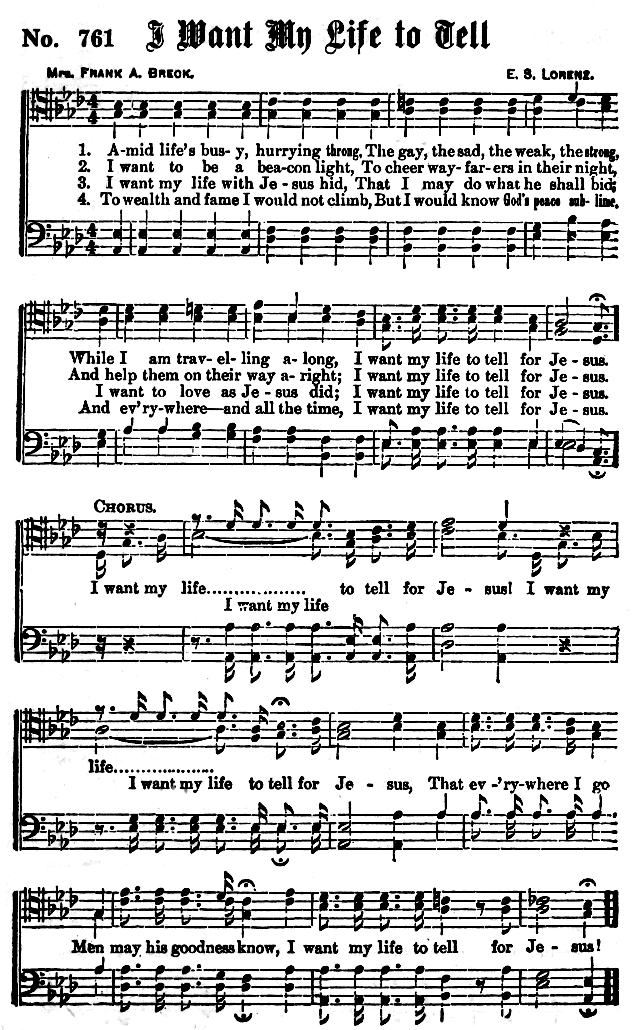 No. 761 I Want My Life to Tell
Mrs. Frank A. Breck. E. S. Lorenz.
1. A-mid life's bus-y, hurrying throng, The gay, the sad, the weak, the strong,
2. I want to be a bea-con light, To cheer way-far-ers in their night,
3. I want my life with Je-sus hid, That I may do what he shall bid;
4. To wealth and fame I would not climb, But I would know God's peace sub-lime,
While I am trav-el-ling a-long, I want my life to tell for Je-sus.
And help them on their way a-right; I want my life to tell for Je-sus.
I want to love as Je-sus did; I want my life to tell for Je-sus.
And ev'ry-where—and all the time, I want my life to tell for Je-sus.
Chorus.
I want my life.................. to tell for Je-sus! I want my
I want my life
life...................
I want my life to tell for Je-sus, That ev-'ry-where I go
Men may his goodness know, I want my life to tell for Je-sus!